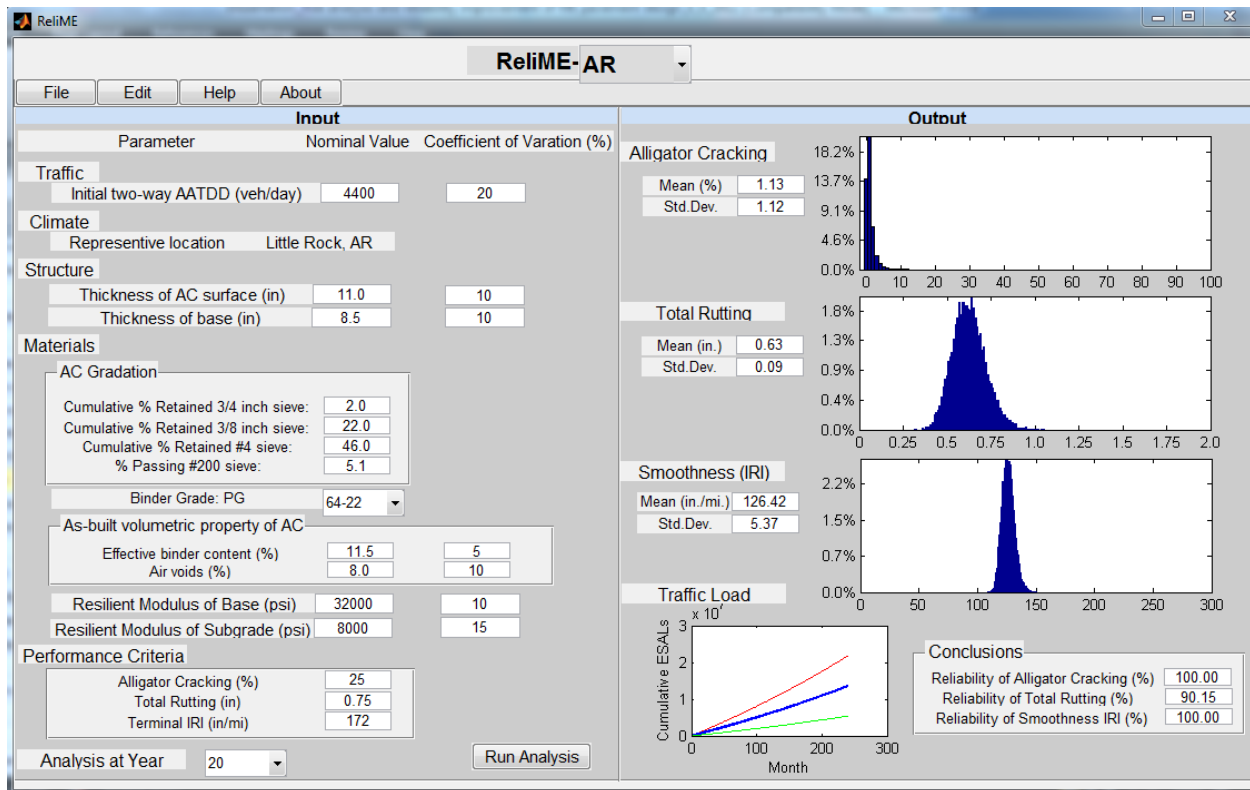 ReliME
ReliME- AR
File Edit Help About
Input
Parameter Nominal Value Coefficient of Varation (%)
Traffic
Initial two-way AATDD (veh/day) 4400 20
Climate
Representive location Little Rock, AR
Structure
Thickness of AC surface (in) 11.0 10
Thickness of base (in) 8.5 10
Materials
AC Gradation
Cumulative % Retained 3/4 inch sieve: 2.0
Cumulative % Retained 3/8 inch sieve: 22.0
Cumulative % Retained #4 sieve: 46.0
% Passing #200 sieve: 5.1
Binder Grade: PG 64-22
As-built volumetric property of AC
Effective binder content (%) 11.5 5
Air voids (%) 8.0 10
Resilient Modulus of Base (psi) 32000 10
Resilient Modulus of Subgrade (psi) 8000 15
Performance Criteria
Alligator Cracking (%) 25
Total Rutting (in) 0.75
Terminal IRI (in/mi) 172
Analysis at Year 20
Run Analysis
Output
Alligator Cracking
Mean (%) 1.13
Std.Dev. 1.12
18.2%
13.7%
9.1%
4.6%
0.0%
0 10 20 30 40 50 60 70 80 90 100
Total Rutting
Mean (in.) 0.63
Std.Dev. 0.09
1.8%
1.3%
0.9%
0.4%
0.0%
0 0.25 0.5 0.75 1.0 1.25 1.5 1.75 2.0
Smoothness (IRI)
Mean (in./mi.) 126.42
Std.Dev. 5.37
2.2%
1.5%
0.7%
0.0%
0 50 100 150 200 250 300
Traffic Load
x 10
3
2
1
0
Cumulative ESALs
0 100 200 300
Month
Conclusions
Reliability of Alligator Cracking (%) 100.00
Reliability of Total Rutting (%) 90.15
Reliability of Smoothness IRI (%) 100.00